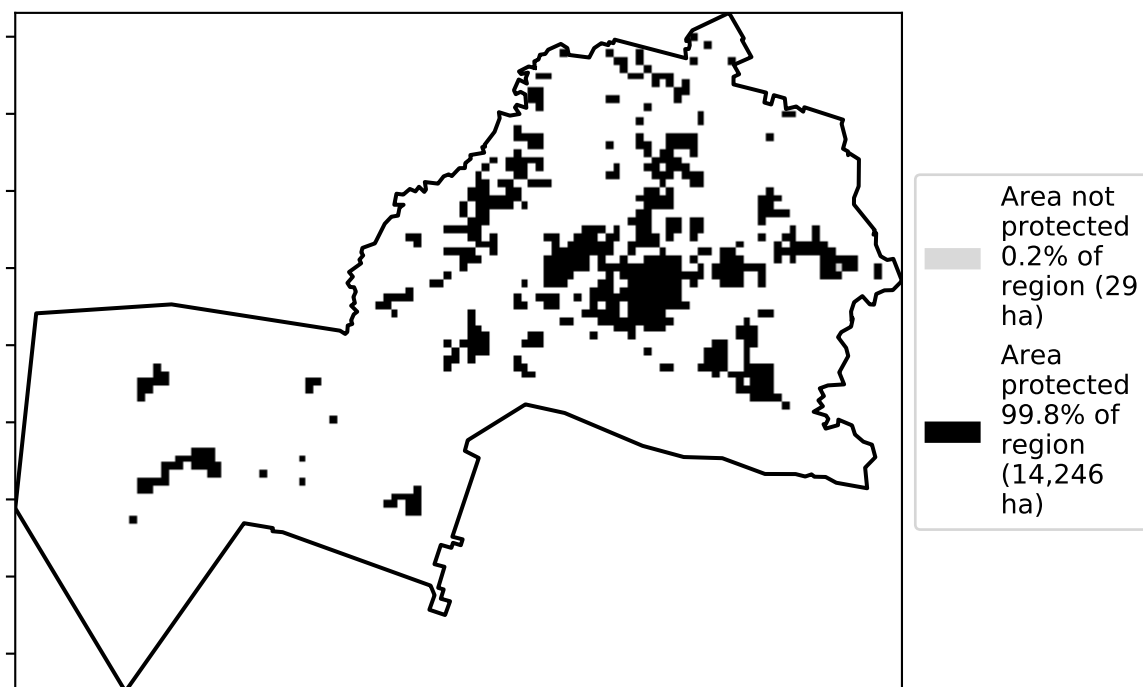 Area not
protected
0.2% of
region (29
ha)
Area
protected
99.8% of
region
(14,246
ha)